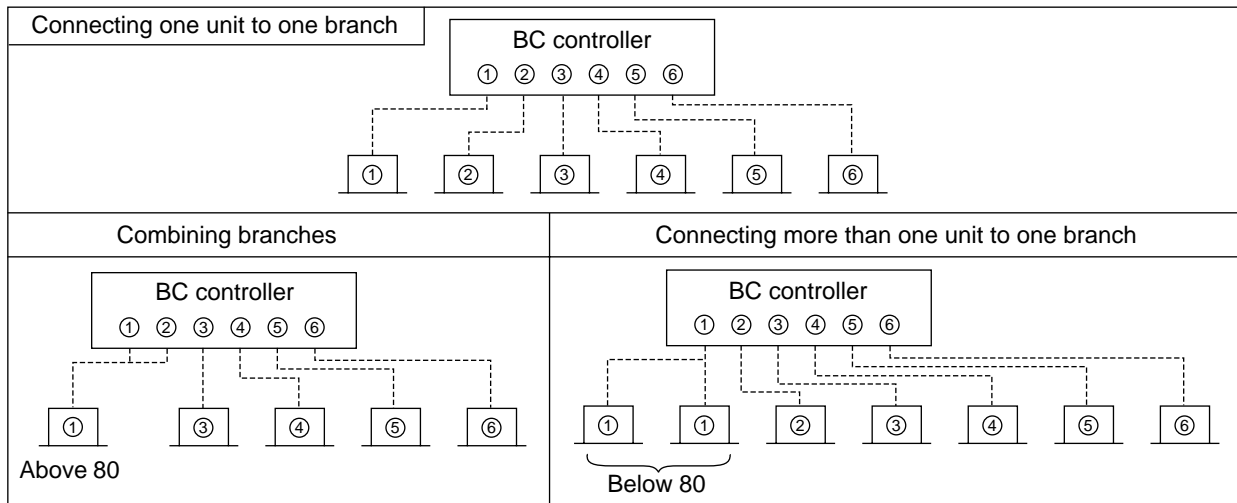 Connecting one unit to one branch
BC controller
① ② ③ ④ ⑤ ⑥
① ② ③ ④ ⑤ ⑥
Combining branches
BC controller
① ② ③ ④ ⑤ ⑥
① ③ ④ ⑤ ⑥
Above 80
Connecting more than one unit to one branch
BC controller
① ② ③ ④ ⑤ ⑥
① ① ② ③ ④ ⑤ ⑥
Below 80